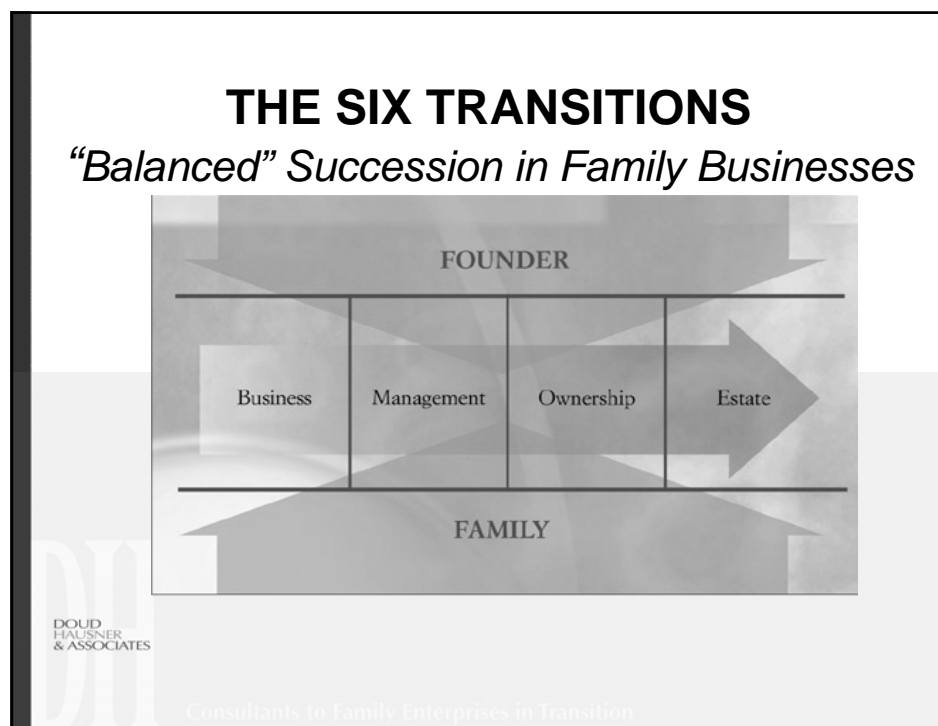 THE SIX TRANSITIONS
“Balanced” Succession in Family Businesses
FOUNDER
Business Management Ownership Estate
FAMILY
DH
DOUD
HAUSNER
& ASSOCIATES
Consultants to Family Enterprises in Transition